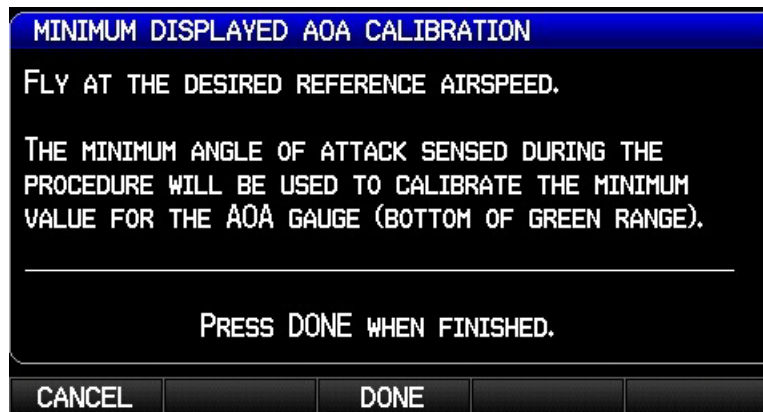 MINIMUM DISPLAYED AOA CALIBRATION
FLY AT THE DESIRED REFERENCE AIRSPEED.
THE MINIMUM ANGLE OF ATTACK SENSED DURING THE
PROCEDURE WILL BE USED TO CALIBRATE THE MINIMUM
VALUE FOR THE AOA GAUGE (BOTTOM OF GREEN RANGE).
PRESS DONE WHEN FINISHED.
CANCEL DONE